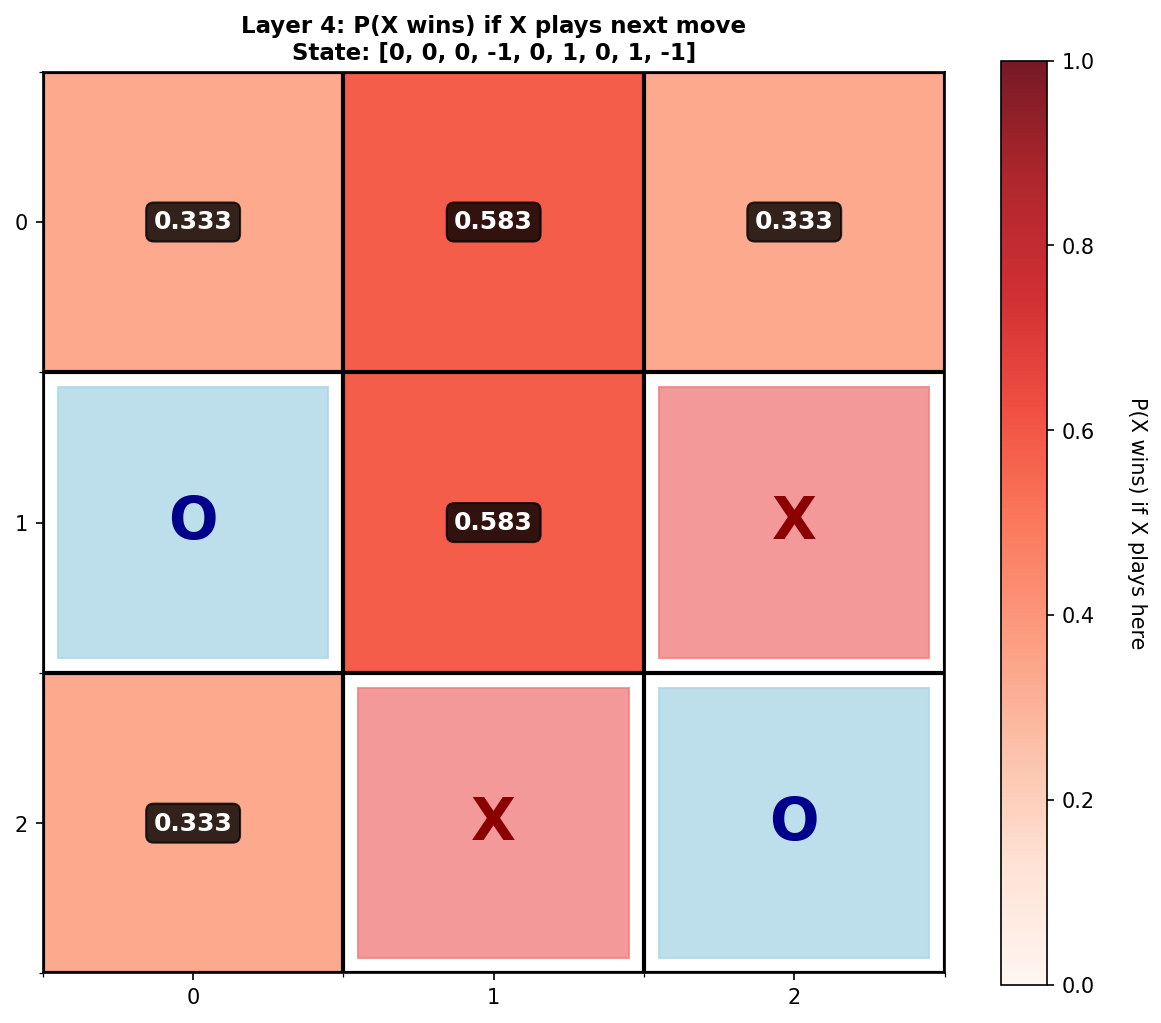 Layer 4: P(X wins) if X plays next move
State: [0, 0, 0, -1, 0, 1, 0, 1, -1]
0
0.333
0.583
0.333
1
O
0.583
X
2
0.333
X
O
0
1
2
1.0
0.8
0.6
0.4
0.2
0.0
P(X wins) if X plays here